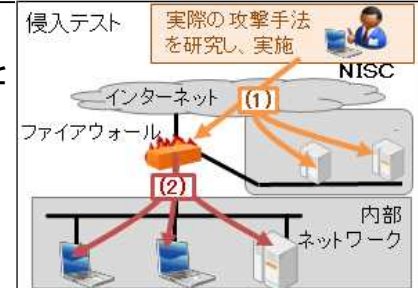 侵入テスト
実際の攻撃手法
を研究し、実施
NISC
インターネット
(1)
ファイアウォール
(2)
内部
ネットワーク